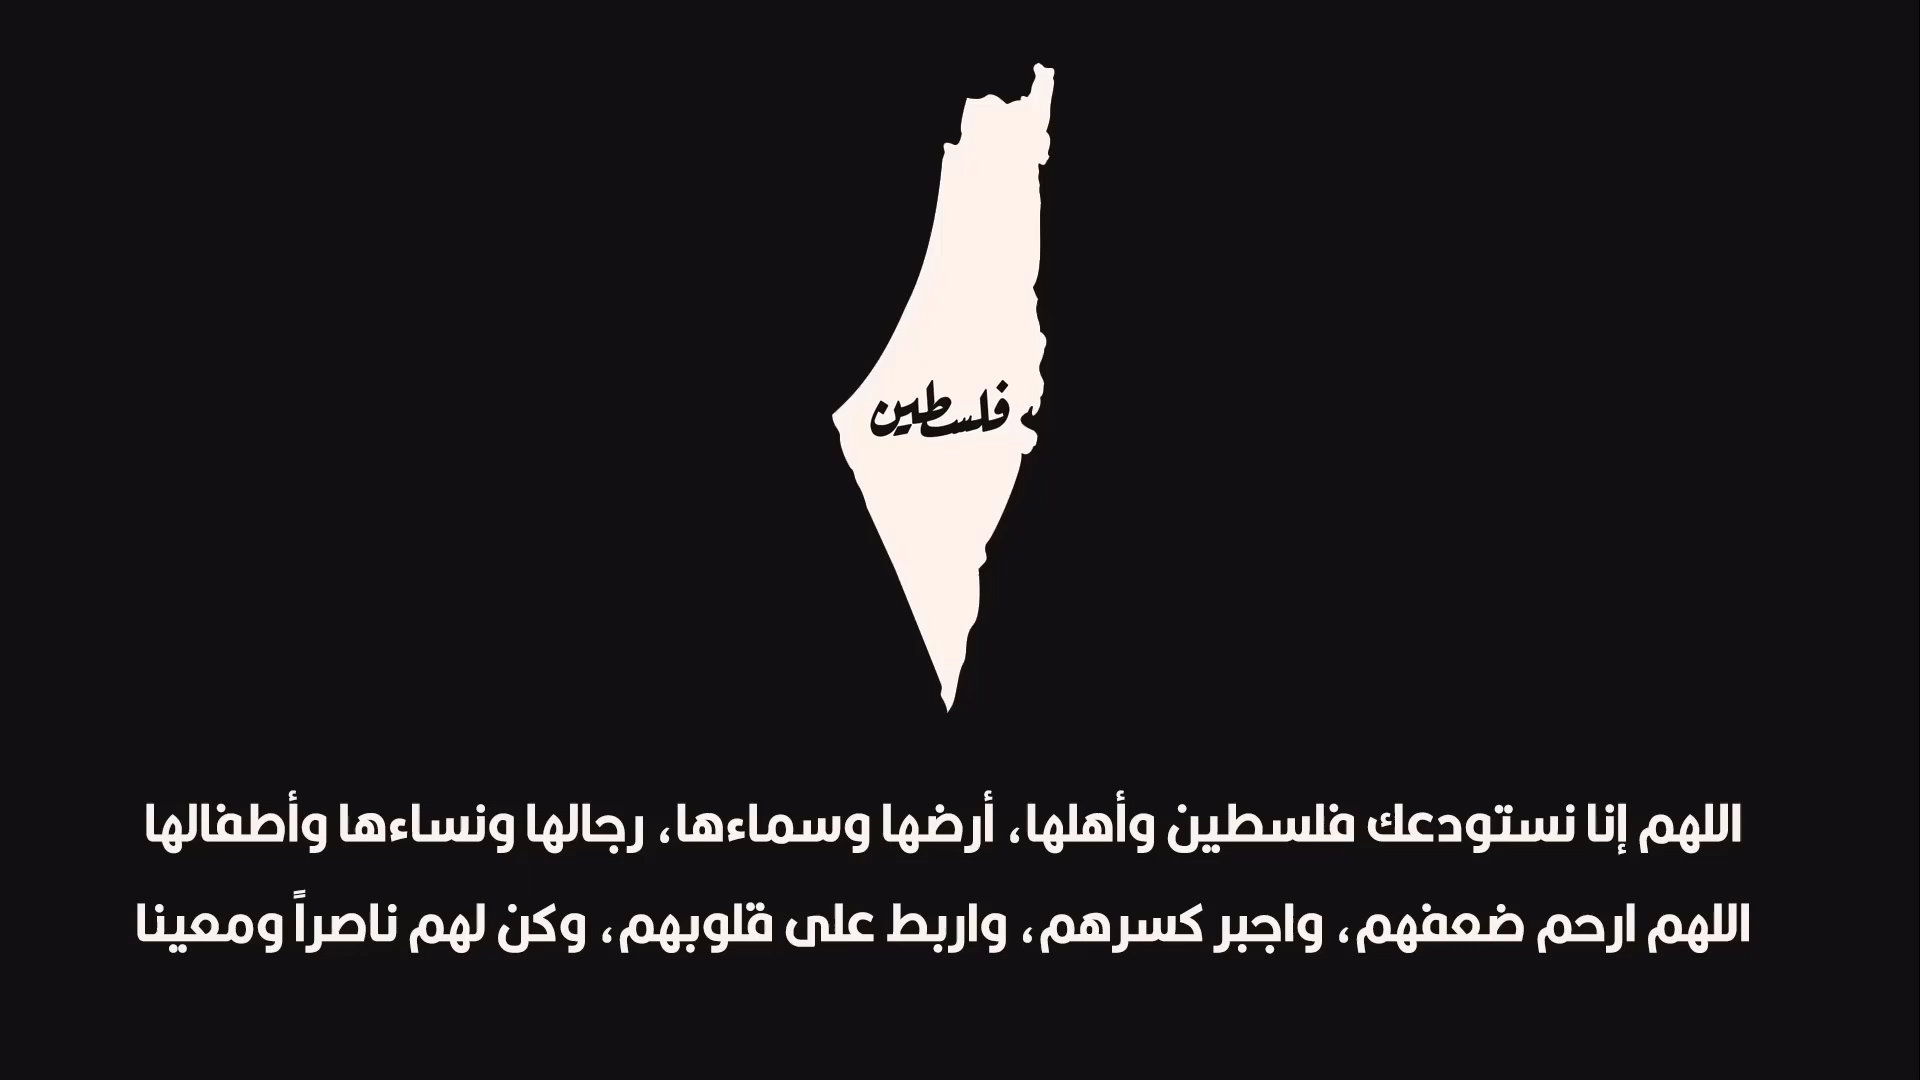 فلسطين
اللهم إنا نستودعك فلسطين وأهلها، أرضها وسماءها، رجالها ونساءها وأطفالها
اللهم ارحم ضعفهم، واجبر كسرهم، واربط على قلوبهم، وكن لهم ناصراً ومعينا